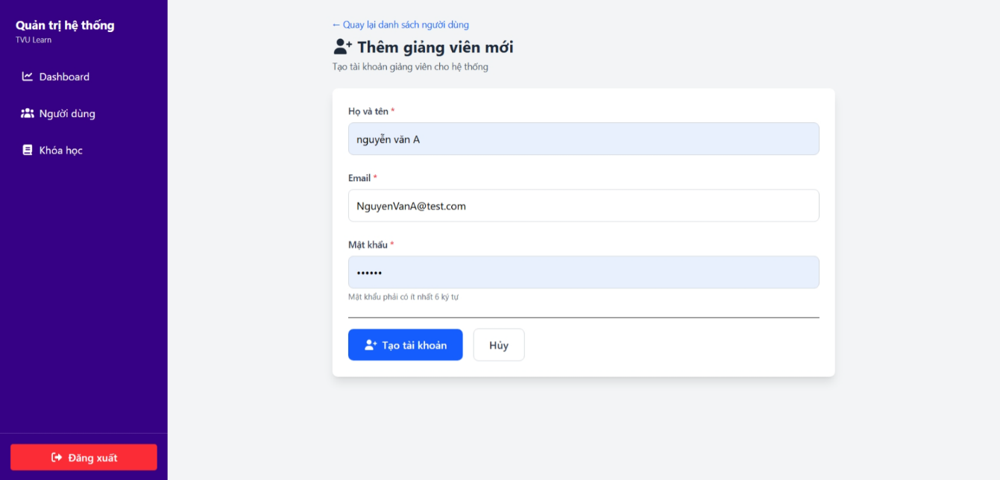 Quản trị hệ thống
TVU Learn
Dashboard
Người dùng
Khóa học
Đăng xuất
← Quay lại danh sách người dùng
Thêm giảng viên mới
Tạo tài khoản giảng viên cho hệ thống
Họ và tên *
nguyễn văn A
Email *
NguyenVanA@test.com
Mật khẩu *
••••••
Mật khẩu phải có ít nhất 6 ký tự
Tạo tài khoản
Hủy